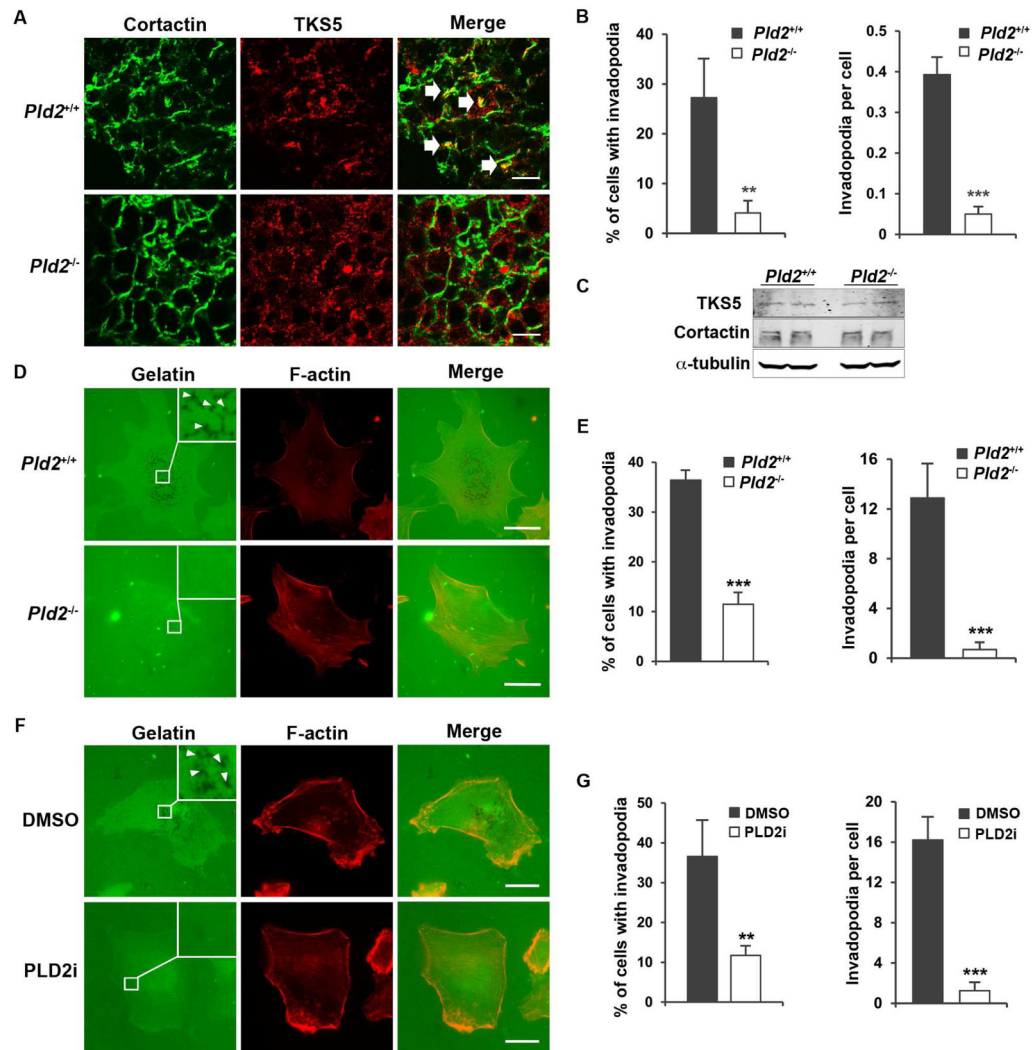 A
Cortactin TKS5 Merge
Pld2+/+
Pld2-/-
B
% of cells with invadopodia
40
30
20
10
0
**
Pld2+/+
Pld2-/-
Invadopodia per cell
0.5
0.4
0.3
0.2
0.1
0
***
Pld2+/+
Pld2-/-
C
Pld2+/+ Pld2-/-
TKS5
Cortactin
α-tubulin
D
Gelatin F-actin Merge
Pld2+/+
Pld2-/-
E
% of cells with invadopodia
40
30
20
10
0
***
Pld2+/+
Pld2-/-
Invadopodia per cell
16
12
8
4
0
***
Pld2+/+
Pld2-/-
F
Gelatin F-actin Merge
DMSO
PLD2i
G
% of cells with invadopodia
50
40
30
20
10
0
**
DMSO
PLD2i
Invadopodia per cell
20
16
12
8
4
0
***
DMSO
PLD2i